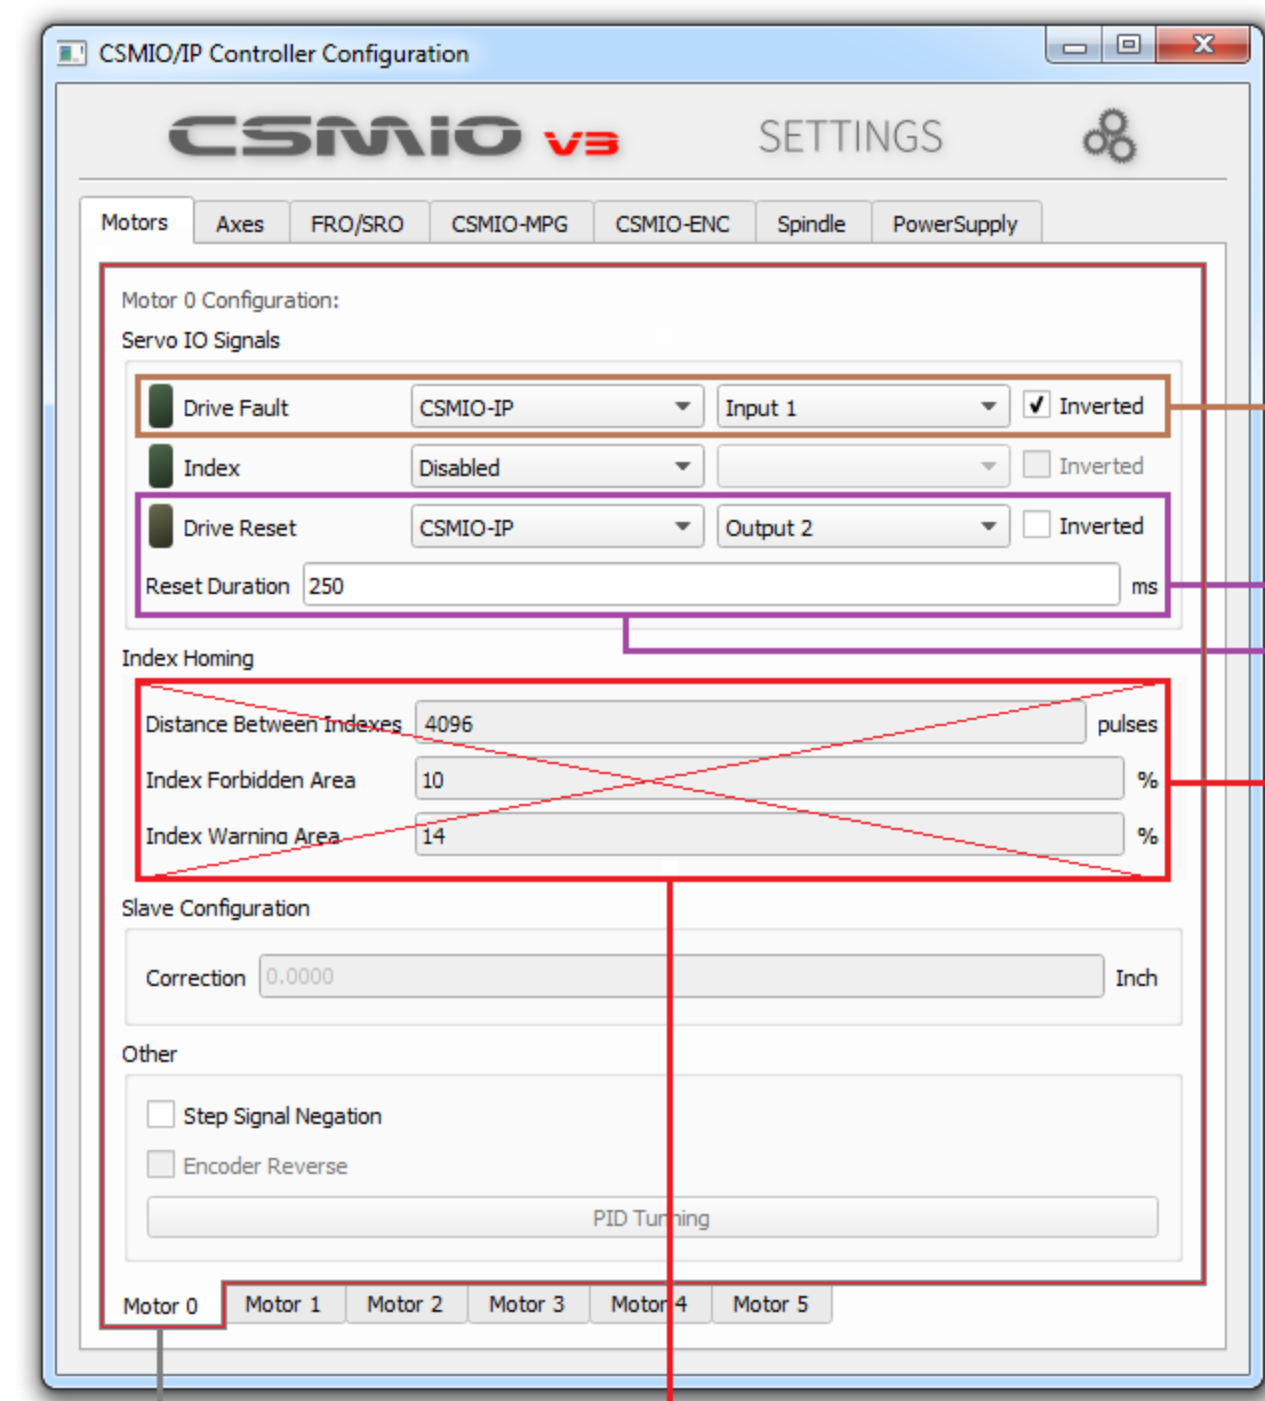 CSMIO/IP Controller Configuration
CSMIO V3 SETTINGS
Motors Axes FRO/SRO CSMIO-MPG CSMIO-ENC Spindle PowerSupply
Motor 0 Configuration:
Servo IO Signals
Drive Fault CSMIO-IP Input 1 Inverted
Index Disabled Inverted
Drive Reset CSMIO-IP Output 2 Inverted
Reset Duration 250 ms
Index Homing
Distance Between Indexes 4096 pulses
Index Forbidden Area 10 %
Index Warning Area 14 %
Slave Configuration
Correction 0.0000 Inch
Other
Step Signal Negation
Encoder Reverse
PID Tunning
Motor 0 Motor 1 Motor 2 Motor 3 Motor 4 Motor 5